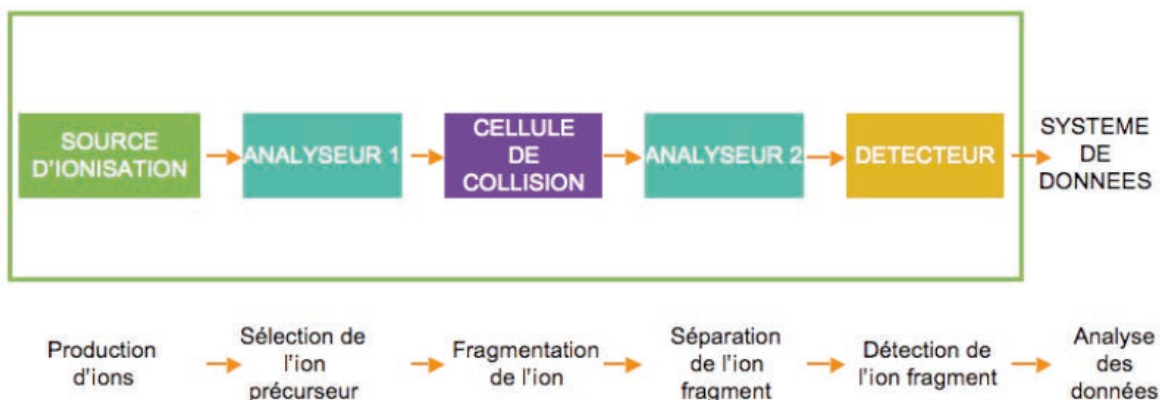 SOURCE
D'IONISATION
ANALYSEUR 1
CELLULE
DE
COLLISION
ANALYSEUR 2
DETECTEUR
SYSTEME
DE
DONNEES
Production
d'ions
Sélection de
l'ion
précurseur
Fragmentation
de l'ion
Séparation
de l'ion
fragment
Détection de
l'ion fragment
Analyse
des
données